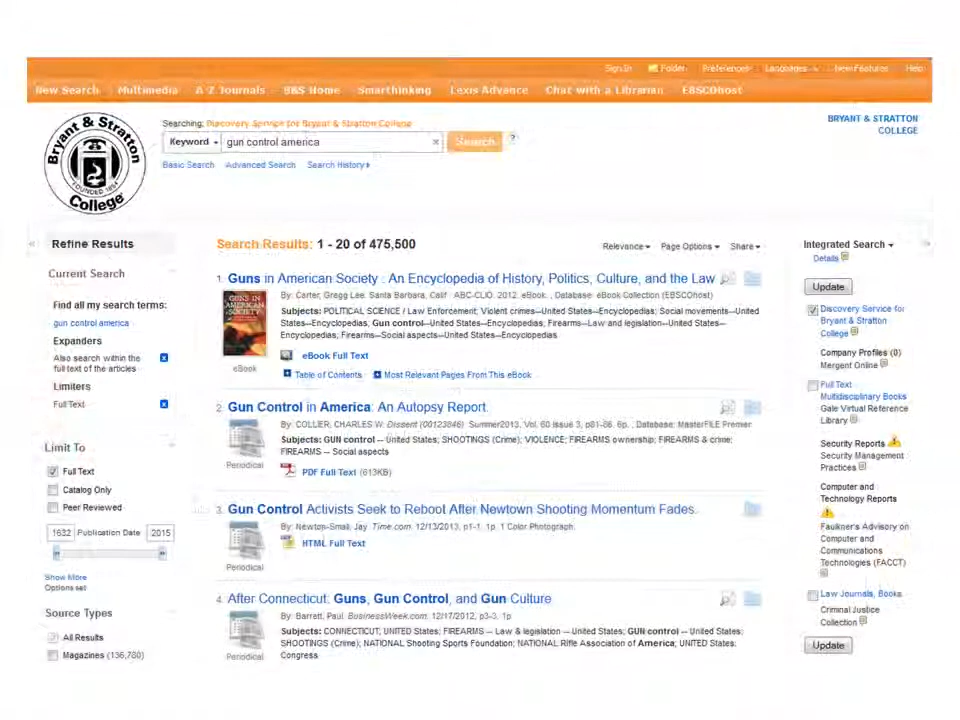 Sign In Folder Preferences Languages New Features Help
New Search Multimedia A-Z Journals B&S Home Smarthinking Lexis Advance Chat with a Librarian EBSCOhost
Bryant & Stratton
FOUNDED 1854
College
Searching: Discovery Service for Bryant & Stratton College
Keyword gun control america × Search ?
Basic Search Advanced Search Search History
BRYANT & STRATTON
COLLEGE
« Refine Results
Current Search
Find all my search terms:
gun control america
Expanders
Also search within the
full text of the articles
Limiters
Full Text
Limit To
Full Text
Catalog Only
Peer Reviewed
1632 Publication Date 2015
Show More
Options set
Source Types
All Results
Magazines (136,780)
Search Results: 1 - 20 of 475,500
Relevance Page Options Share
1. Guns in American Society : An Encyclopedia of History, Politics, Culture, and the Law
GUNS IN
AMERICAN
SOCIETY
eBook
By: Carter, Gregg Lee. Santa Barbara, Calif : ABC-CLIO. 2012. eBook. , Database: eBook Collection (EBSCOhost)
Subjects: POLITICAL SCIENCE / Law Enforcement; Violent crimes--United States--Encyclopedias; Social movements--United
States--Encyclopedias; Gun control--United States--Encyclopedias; Firearms--Law and legislation--United States--
Encyclopedias; Firearms--Social aspects--United States--Encyclopedias
eBook Full Text
Table of Contents Most Relevant Pages From This eBook
2. Gun Control in America: An Autopsy Report.
Periodical
By: COLLIER, CHARLES W. Dissent (00123846). Summer2013, Vol. 60 Issue 3, p81-86. 6p. , Database: MasterFILE Premier
Subjects: GUN control -- United States; SHOOTINGS (Crime); VIOLENCE; FIREARMS ownership; FIREARMS & crime;
FIREARMS -- Social aspects
PDF Full Text (613KB)
3. Gun Control Activists Seek to Reboot After Newtown Shooting Momentum Fades.
Periodical
By: Newton-Small, Jay. Time.com. 12/13/2013, p1-1. 1p. 1 Color Photograph.
HTML Full Text
4. After Connecticut: Guns, Gun Control, and Gun Culture
Periodical
By: Barrett, Paul. BusinessWeek.com. 12/17/2012, p3-3. 1p.
Subjects: CONNECTICUT; UNITED States; FIREARMS -- Law & legislation -- United States; GUN control -- United States;
SHOOTINGS (Crime); NATIONAL Shooting Sports Foundation; NATIONAL Rifle Association of America; UNITED States;
Congress
Integrated Search »
Details
Update
Discovery Service for
Bryant & Stratton
College
Company Profiles (0)
Mergent Online
Full Text
Multidisciplinary Books
Gale Virtual Reference
Library
Security Reports
Security Management
Practices
Computer and
Technology Reports
Faulkner's Advisory on
Computer and
Communications
Technologies (FACCT)
Law Journals, Books
Criminal Justice
Collection
Update